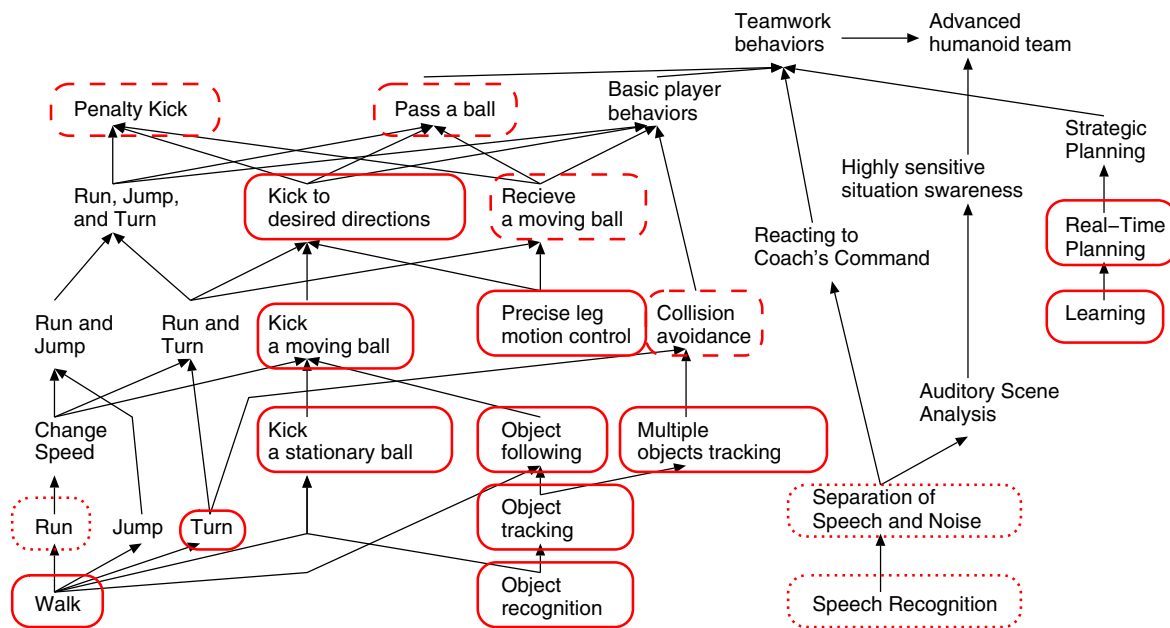 Teamwork
behaviors
Advanced
humanoid team
Penalty Kick
Pass a ball
Basic player
behaviors
Strategic
Planning
Run, Jump,
and Turn
Kick to
desired directions
Recieve
a moving ball
Highly sensitive
situation swareness
Reacting to
Coach's Command
Real−Time
Planning
Run and
Jump
Run and
Turn
Kick
a moving ball
Precise leg
motion control
Collision
avoidance
Learning
Change
Speed
Kick
a stationary ball
Object
following
Multiple
objects tracking
Auditory Scene
Analysis
Run
Jump
Turn
Object
tracking
Separation of
Speech and Noise
Walk
Object
recognition
Speech Recognition